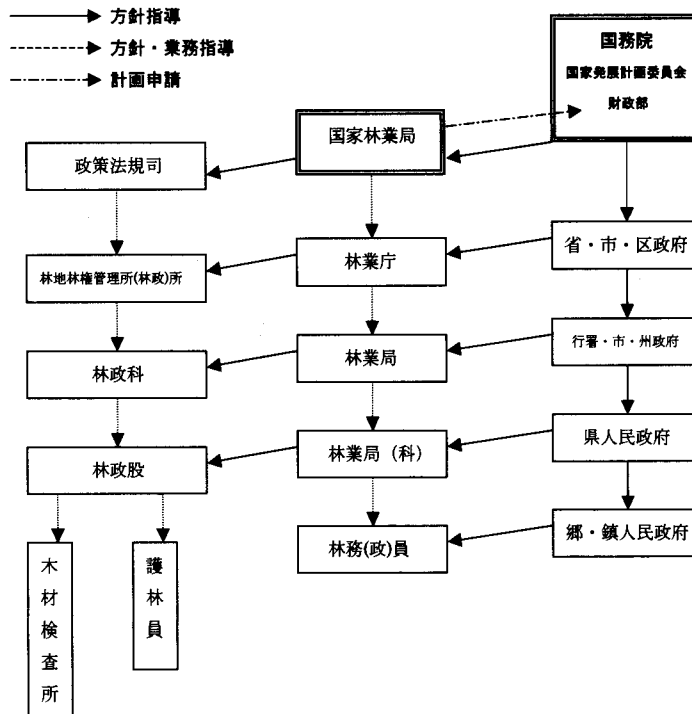 方針指導
方針・業務指導
計画申請
国務院
国家発展計画委員会
財政部
国家林業局
政策法規司
省・市・区政府
林業庁
林地林権管理所(林政)所
行署・市・州政府
林業局
林政科
県人民政府
林業局(科)
林政股
郷・鎮人民政府
林務(政)員
木材検査所
護林員